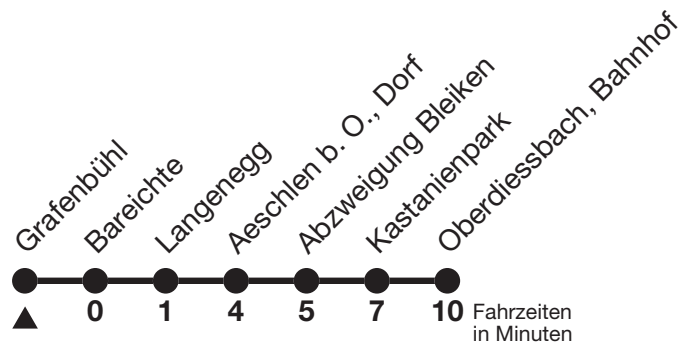 Grafenbühl
Bareichte
Langenegg
Aeschlen b. O., Dorf
Abzweigung Bleiken
Kastanienpark
Oberdiessbach, Bahnhof
0 1 4 5 7 10 Fahrzeiten
in Minuten